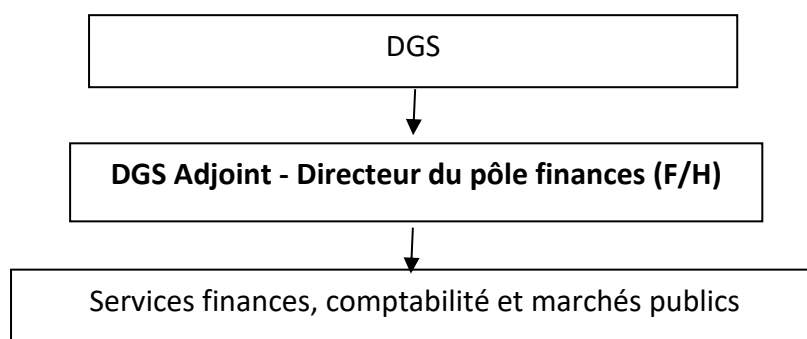 DGS
DGS Adjoint - Directeur du pôle finances (F/H)
Services finances, comptabilité et marchés publics